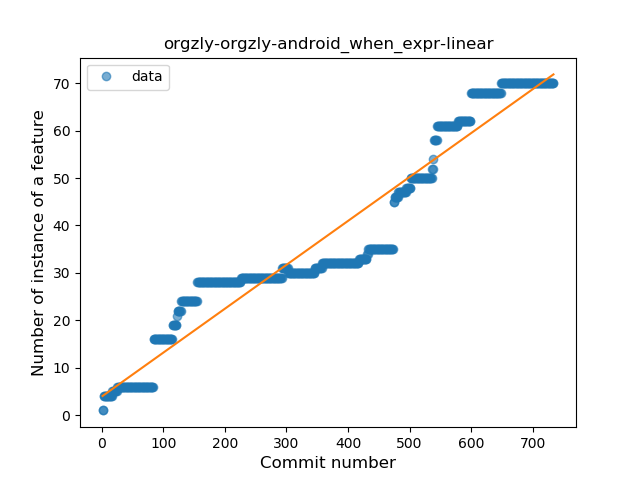 orgzly-orgzly-android_when_expr-linear
data
Number of instance of a feature
70
60
50
40
30
20
10
0
0 100 200 300 400 500 600 700
Commit number